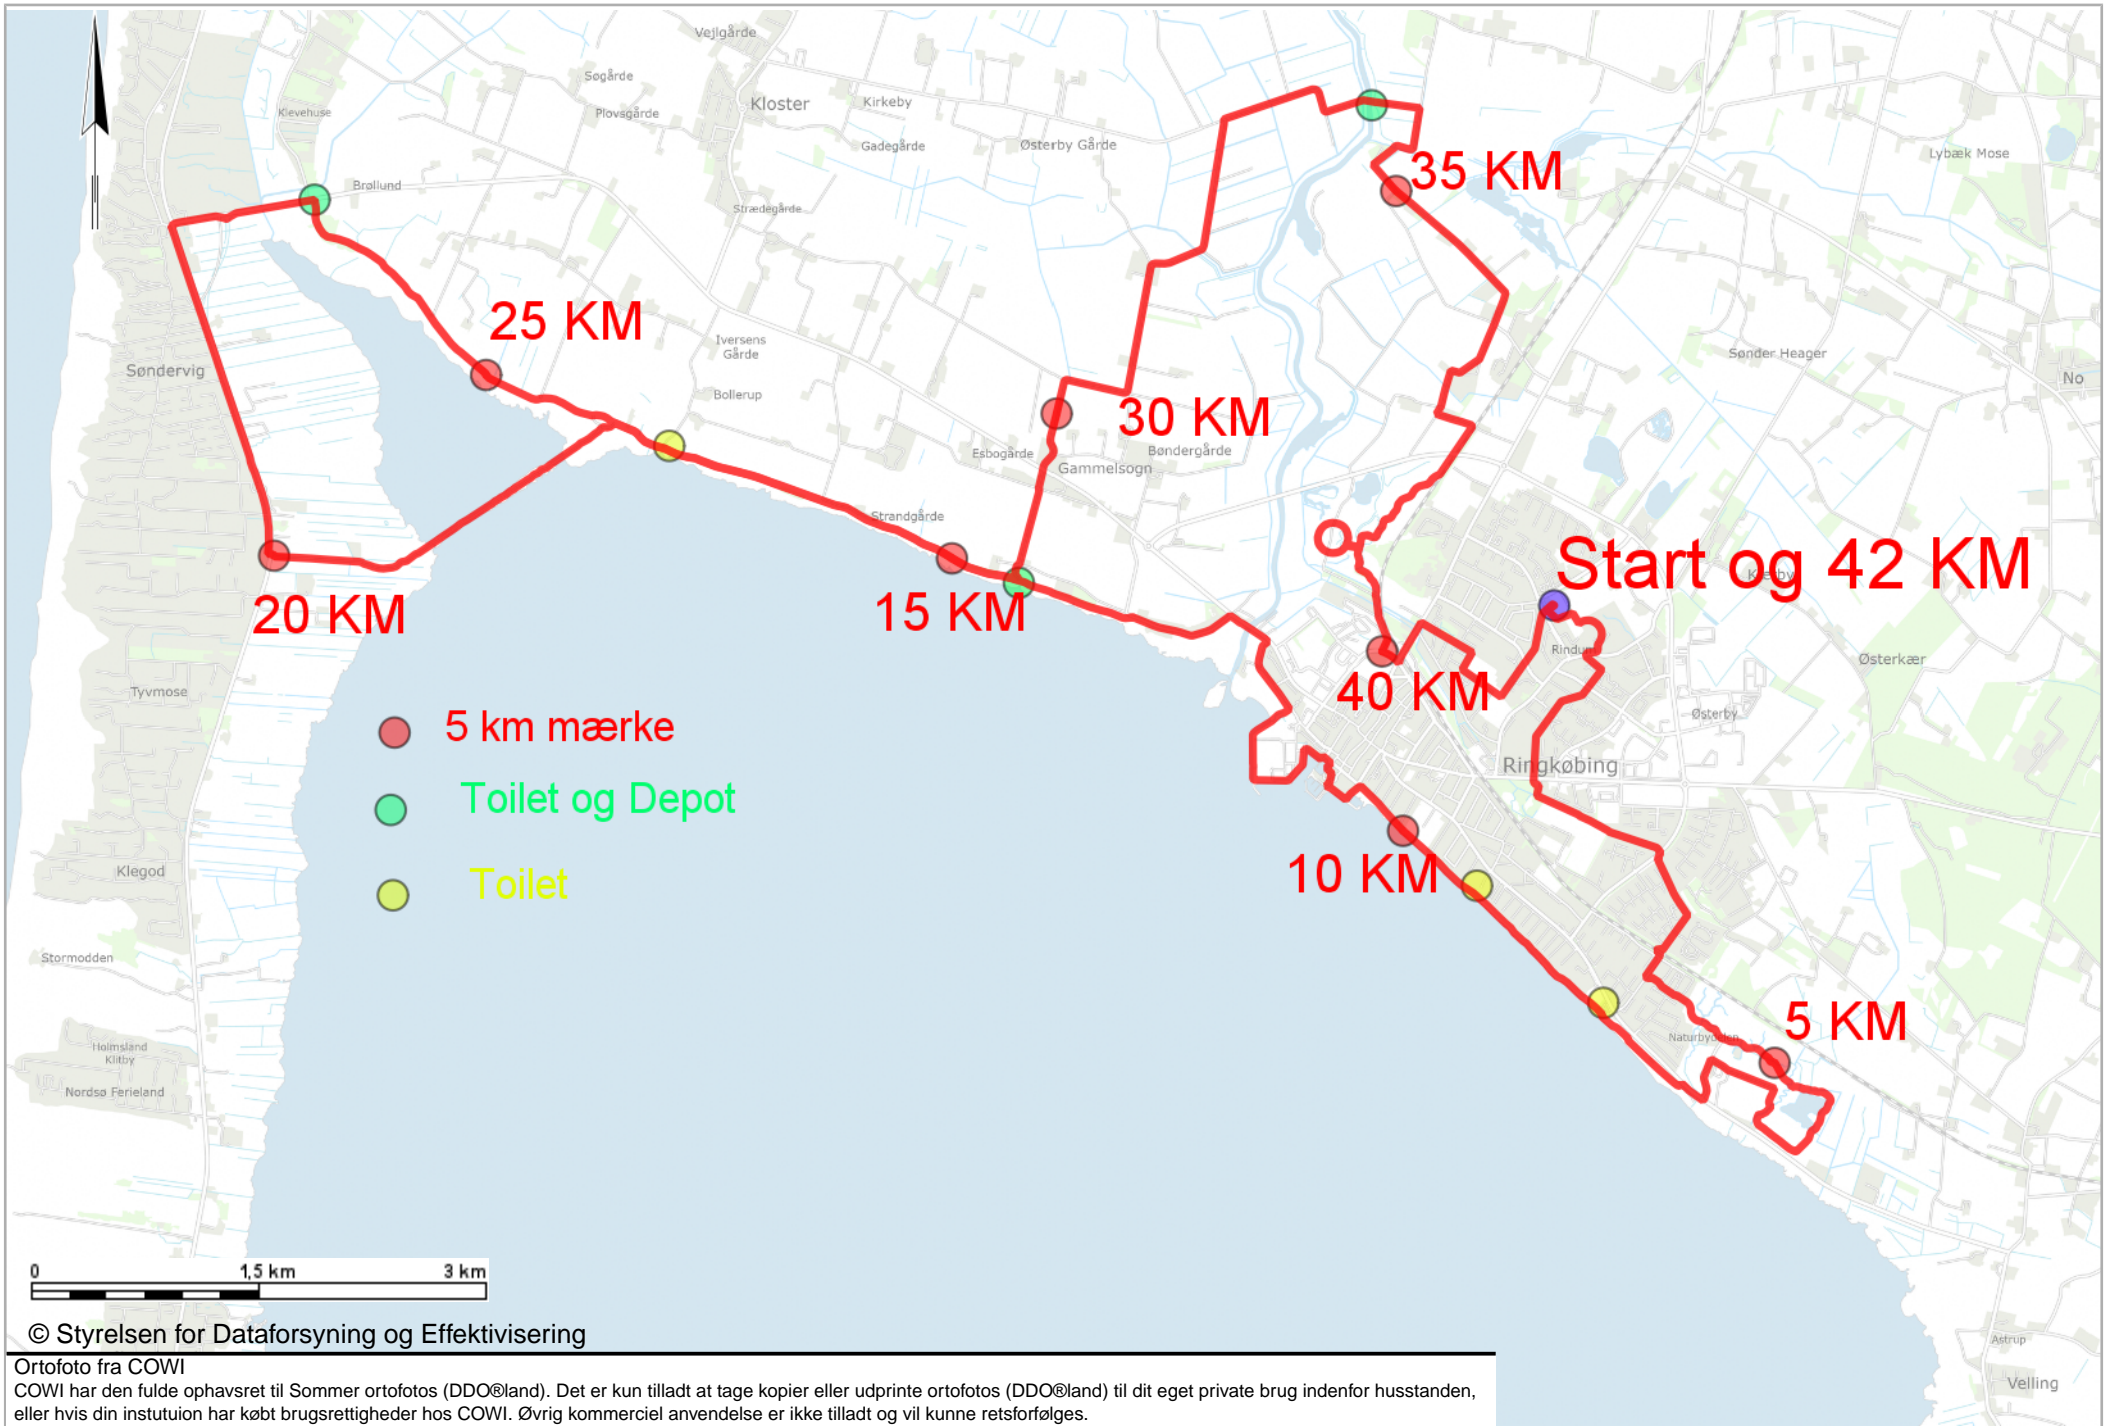 Vejlgårde
Søgårde
Kloster
Kirkeby
Klevehuse
Plovsgårde
Gadegårde
Østerby Gårde
Lybæk Mose
35 KM
Brøllund
Strædegårde
25 KM
Iversens
Gårde
Sønder Heager
Søndervig
No
Bollerup
30 KM
Bøndergårde
Esbogårde
Gammelsogn
Strandgårde
Start og 42 KM
20 KM
15 KM
Rindum
Østerkær
Tyvmose
40 KM
Østerby
5 km mærke
Ringkøbing
Toilet og Depot
Klegod
10 KM
Toilet
Stormodden
5 KM
Holmsland
Klitby
Nordsø Ferieland
0 1,5 km 3 km
© Styrelsen for Dataforsyning og Effektivisering
Astrup
Ortofoto fra COWI
Velling
COWI har den fulde ophavsret til Sommer ortofotos (DDO®land). Det er kun tilladt at tage kopier eller udprinte ortofotos (DDO®land) til dit eget private brug indenfor husstanden,
eller hvis din instutuion har købt brugsrettigheder hos COWI. Øvrig kommerciel anvendelse er ikke tilladt og vil kunne retsforfølges.